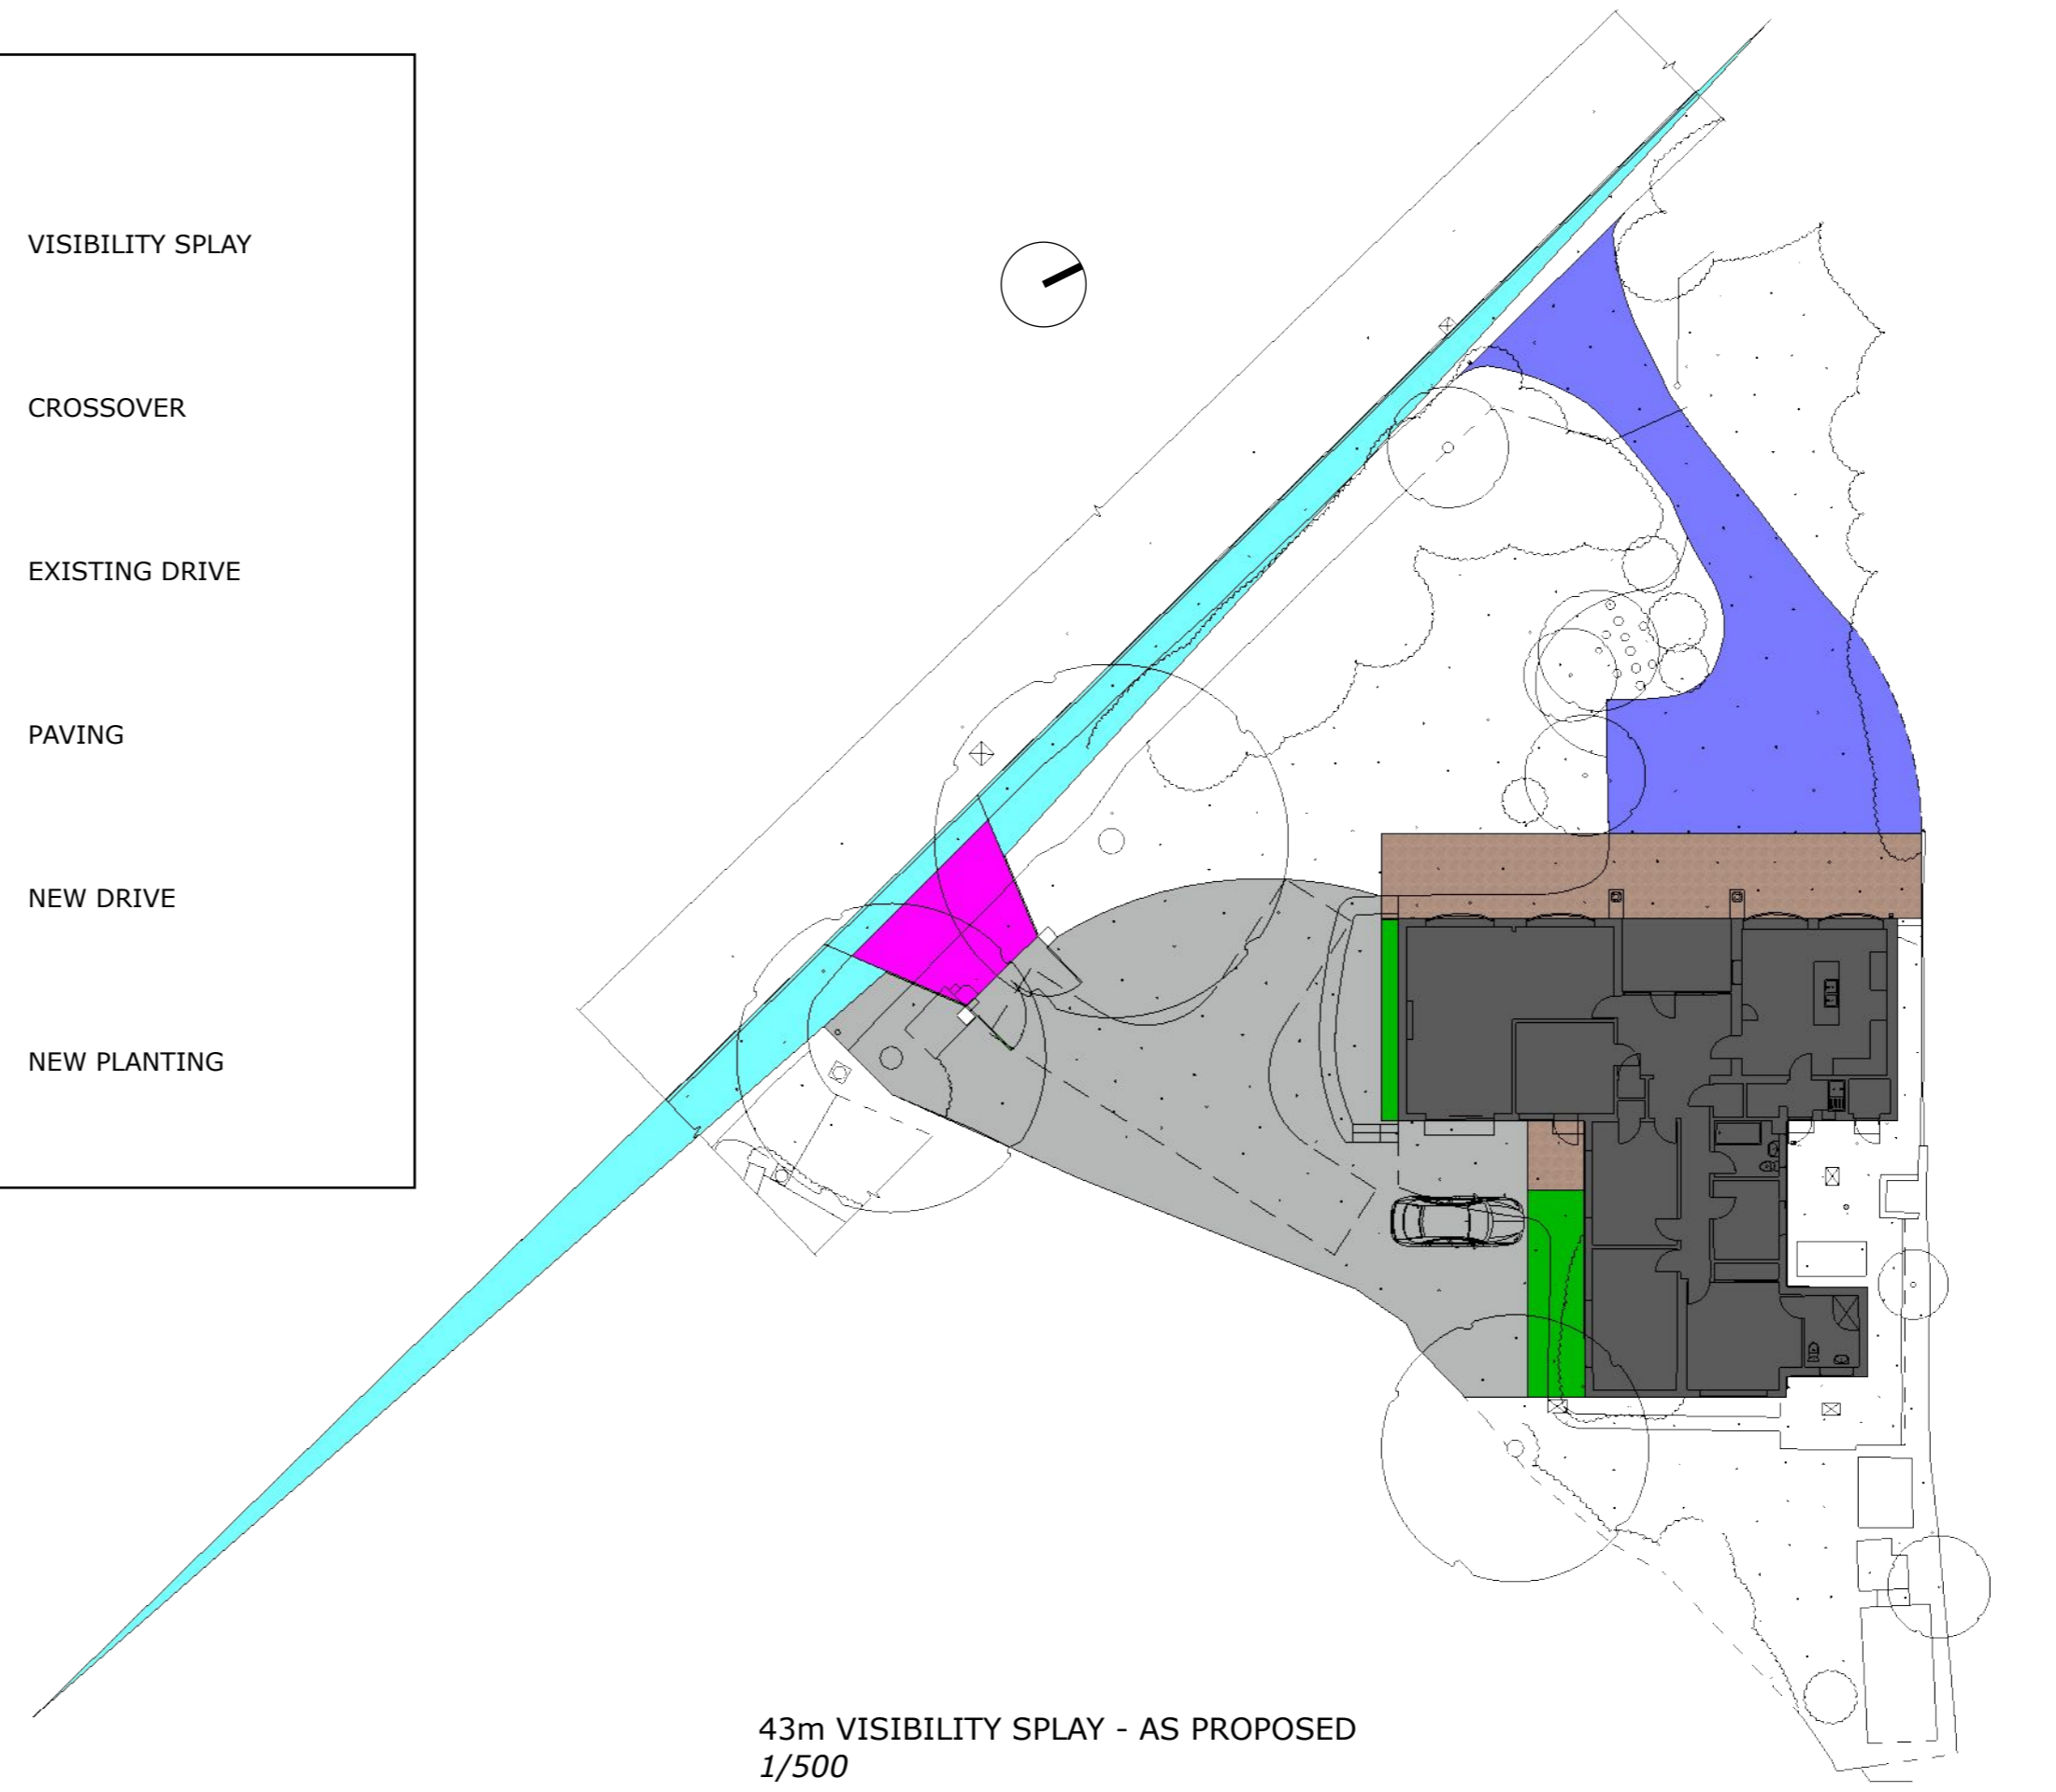 VISIBILITY SPLAY
CROSSOVER
EXISTING DRIVE
PAVING
NEW DRIVE
NEW PLANTING
43m VISIBILITY SPLAY - AS PROPOSED
1/500